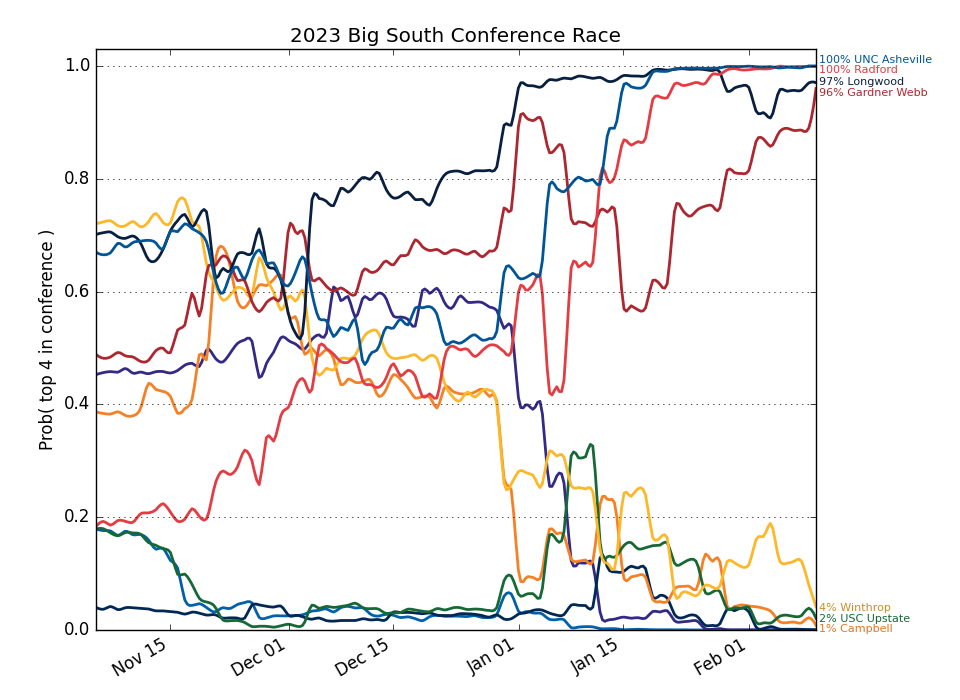 2023 Big South Conference Race
Prob( top 4 in conference )
1.0
0.8
0.6
0.4
0.2
0.0
Nov 15
Dec 01
Dec 15
Jan 01
Jan 15
Feb 01
100% UNC Asheville
100% Radford
97% Longwood
96% Gardner Webb
4% Winthrop
2% USC Upstate
1% Campbell